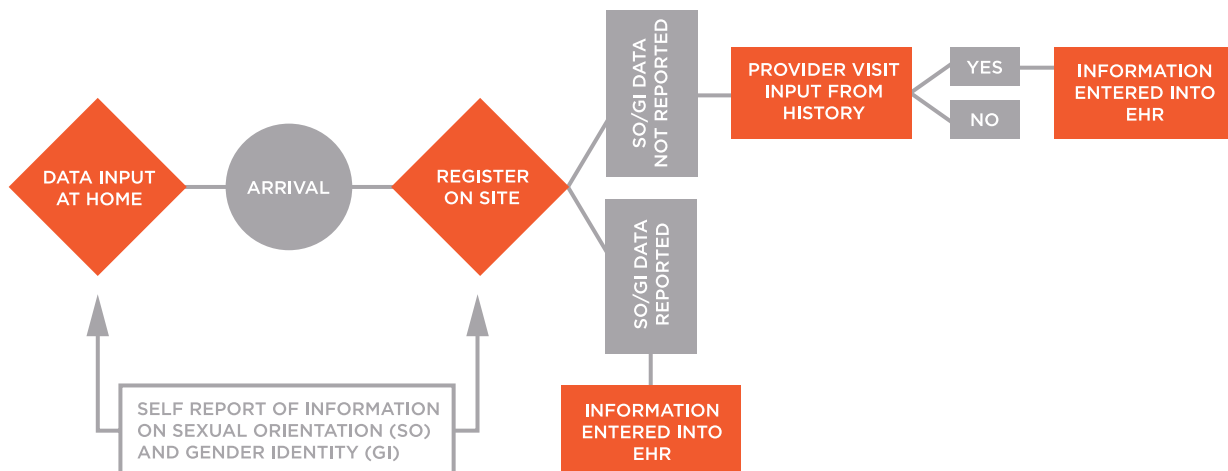 DATA INPUT
AT HOME
ARRIVAL
REGISTER
ON SITE
SO/GI DATA
NOT REPORTED
PROVIDER VISIT
INPUT FROM
HISTORY
YES
NO
INFORMATION
ENTERED INTO
EHR
SO/GI DATA
REPORTED
INFORMATION
ENTERED INTO
EHR
SELF REPORT OF INFORMATION
ON SEXUAL ORIENTATION (SO)
AND GENDER IDENTITY (GI)